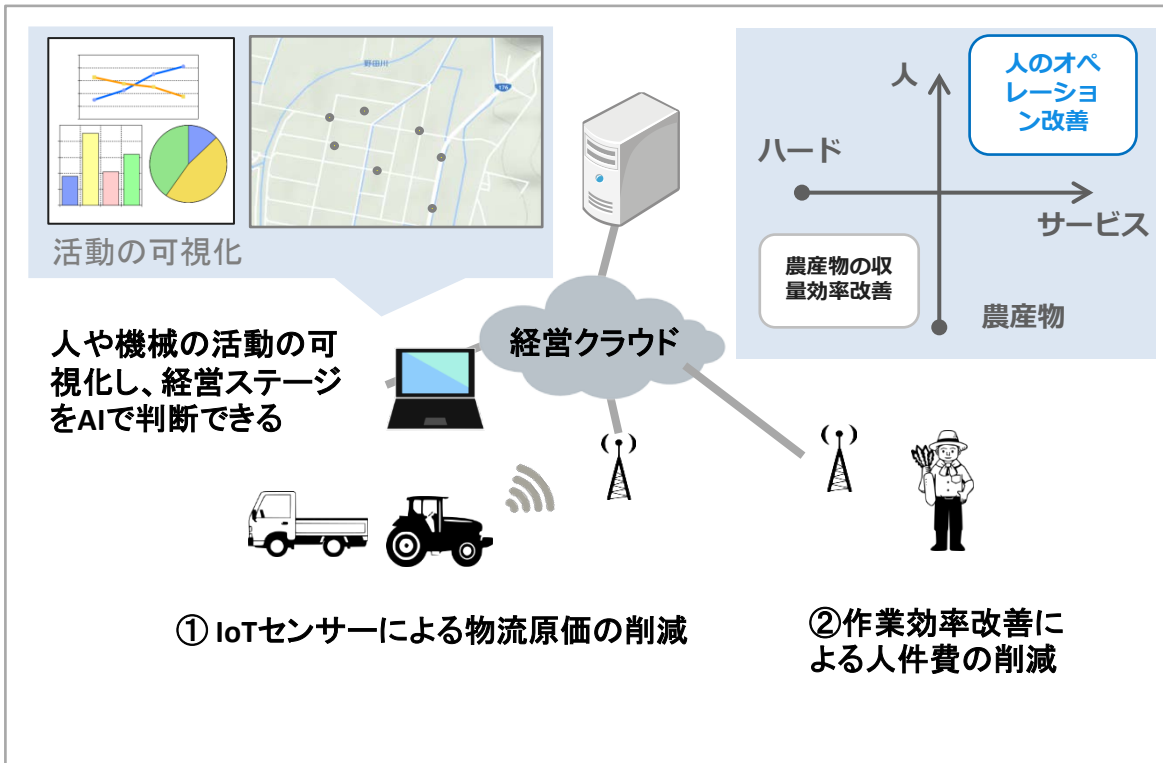 野田川
176
活動の可視化
人
人のオペ
レーショ
ン改善
ハード
サービス
農産物の収
量効率改善
農産物
経営クラウド
人や機械の活動の可
視化し、経営ステージ
をAIで判断できる
① IoTセンサーによる物流原価の削減
②作業効率改善に
よる人件費の削減